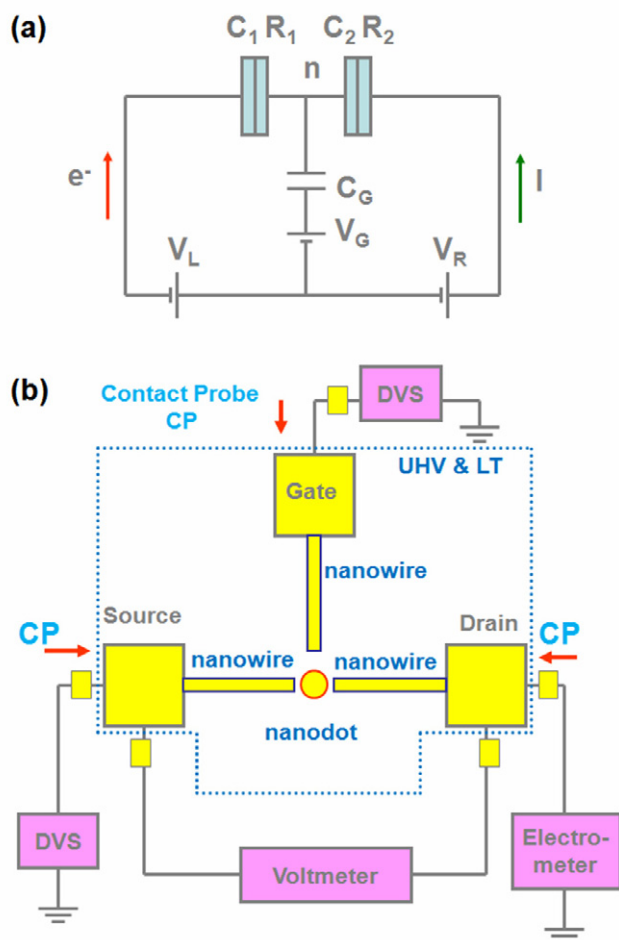 (a)
C1 R1
C2 R2
n
e-
CG
VG
I
VL
VR
(b)
Contact Probe
CP
DVS
UHV & LT
Gate
nanowire
Source
Drain
CP
CP
nanowire
nanowire
nanodot
DVS
Voltmeter
Electro-
meter